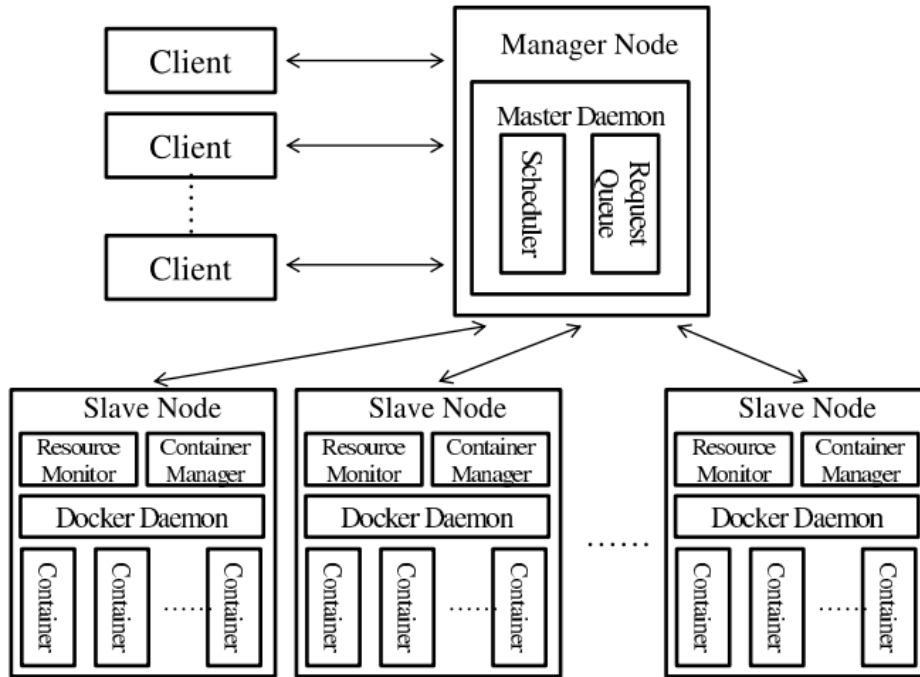 Client
Client
Client
Manager Node
Master Daemon
Scheduler
Request
Queue
Slave Node
Resource
Monitor
Container
Manager
Docker Daemon
Container
Container
......
Container
Slave Node
Resource
Monitor
Container
Manager
Docker Daemon
Container
Container
......
Container
......
Slave Node
Resource
Monitor
Container
Manager
Docker Daemon
Container
Container
......
Container